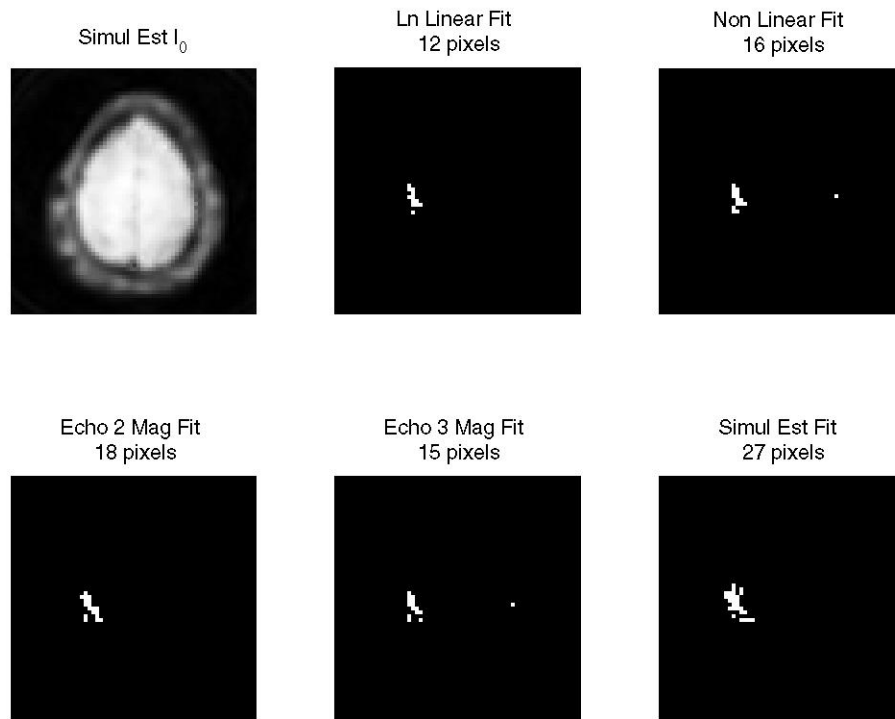 Simul Est I0
Ln Linear Fit
12 pixels
Non Linear Fit
16 pixels
Echo 2 Mag Fit
18 pixels
Echo 3 Mag Fit
15 pixels
Simul Est Fit
27 pixels